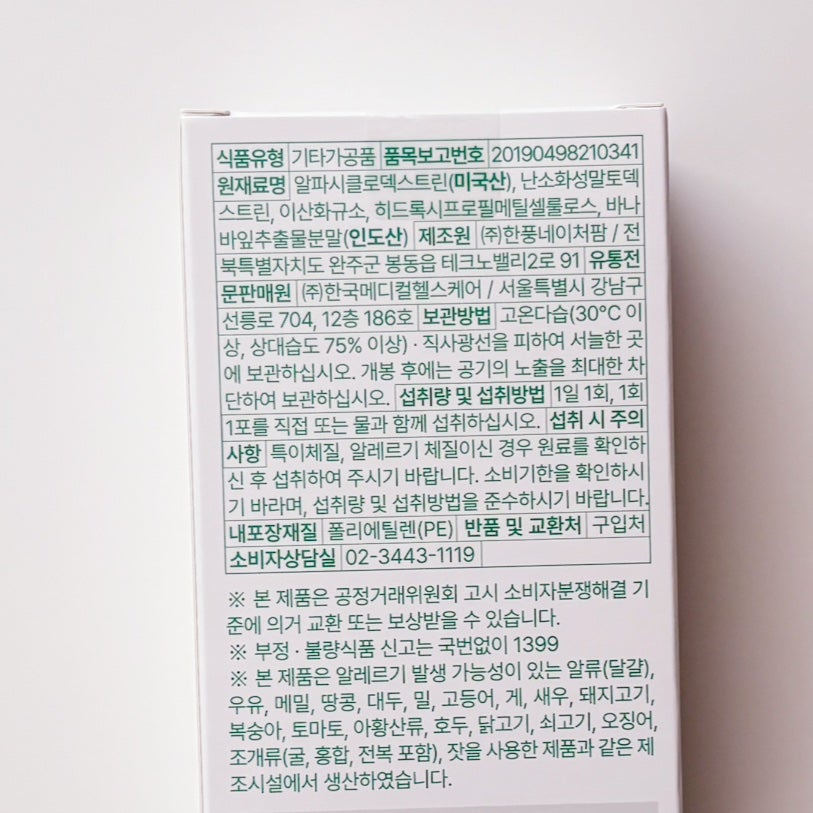 식품유형 기타가공품 품목보고번호 20190498210341
원재료명 알파시클로덱스트린(미국산), 난소화성말토덱
스트린, 이산화규소, 히드록시프로필메틸셀룰로스, 바나
바잎추출물분말(인도산) 제조원 (주)한풍네이처팜 / 전
북특별자치도 완주군 봉동읍 테크노밸리2로 91 유통전
문판매원 (주)한국메디컬헬스케어 / 서울특별시 강남구
선릉로 704, 12층 186호 보관방법 고온다습(30°C 이
상, 상대습도 75% 이상) · 직사광선을 피하여 서늘한 곳
에 보관하십시오. 개봉 후에는 공기의 노출을 최대한 차
단하여 보관하십시오. 섭취량 및 섭취방법 1일 1회, 1회
1포를 직접 또는 물과 함께 섭취하십시오. 섭취 시 주의
사항 특이체질, 알레르기 체질이신 경우 원료를 확인하
신 후 섭취하여 주시기 바랍니다. 소비기한을 확인하시
기 바라며, 섭취량 및 섭취방법을 준수하시기 바랍니다.
내포장재질 폴리에틸렌(PE) 반품 및 교환처 구입처
소비자상담실 02-3443-1119
※ 본 제품은 공정거래위원회 고시 소비자분쟁해결 기
준에 의거 교환 또는 보상받을 수 있습니다.
※ 부정 · 불량식품 신고는 국번없이 1399
※ 본 제품은 알레르기 발생 가능성이 있는 알류(달걀),
우유, 메밀, 땅콩, 대두, 밀, 고등어, 게, 새우, 돼지고기,
복숭아, 토마토, 아황산류, 호두, 닭고기, 쇠고기, 오징어,
조개류(굴, 홍합, 전복 포함), 잣을 사용한 제품과 같은 제
조시설에서 생산하였습니다.